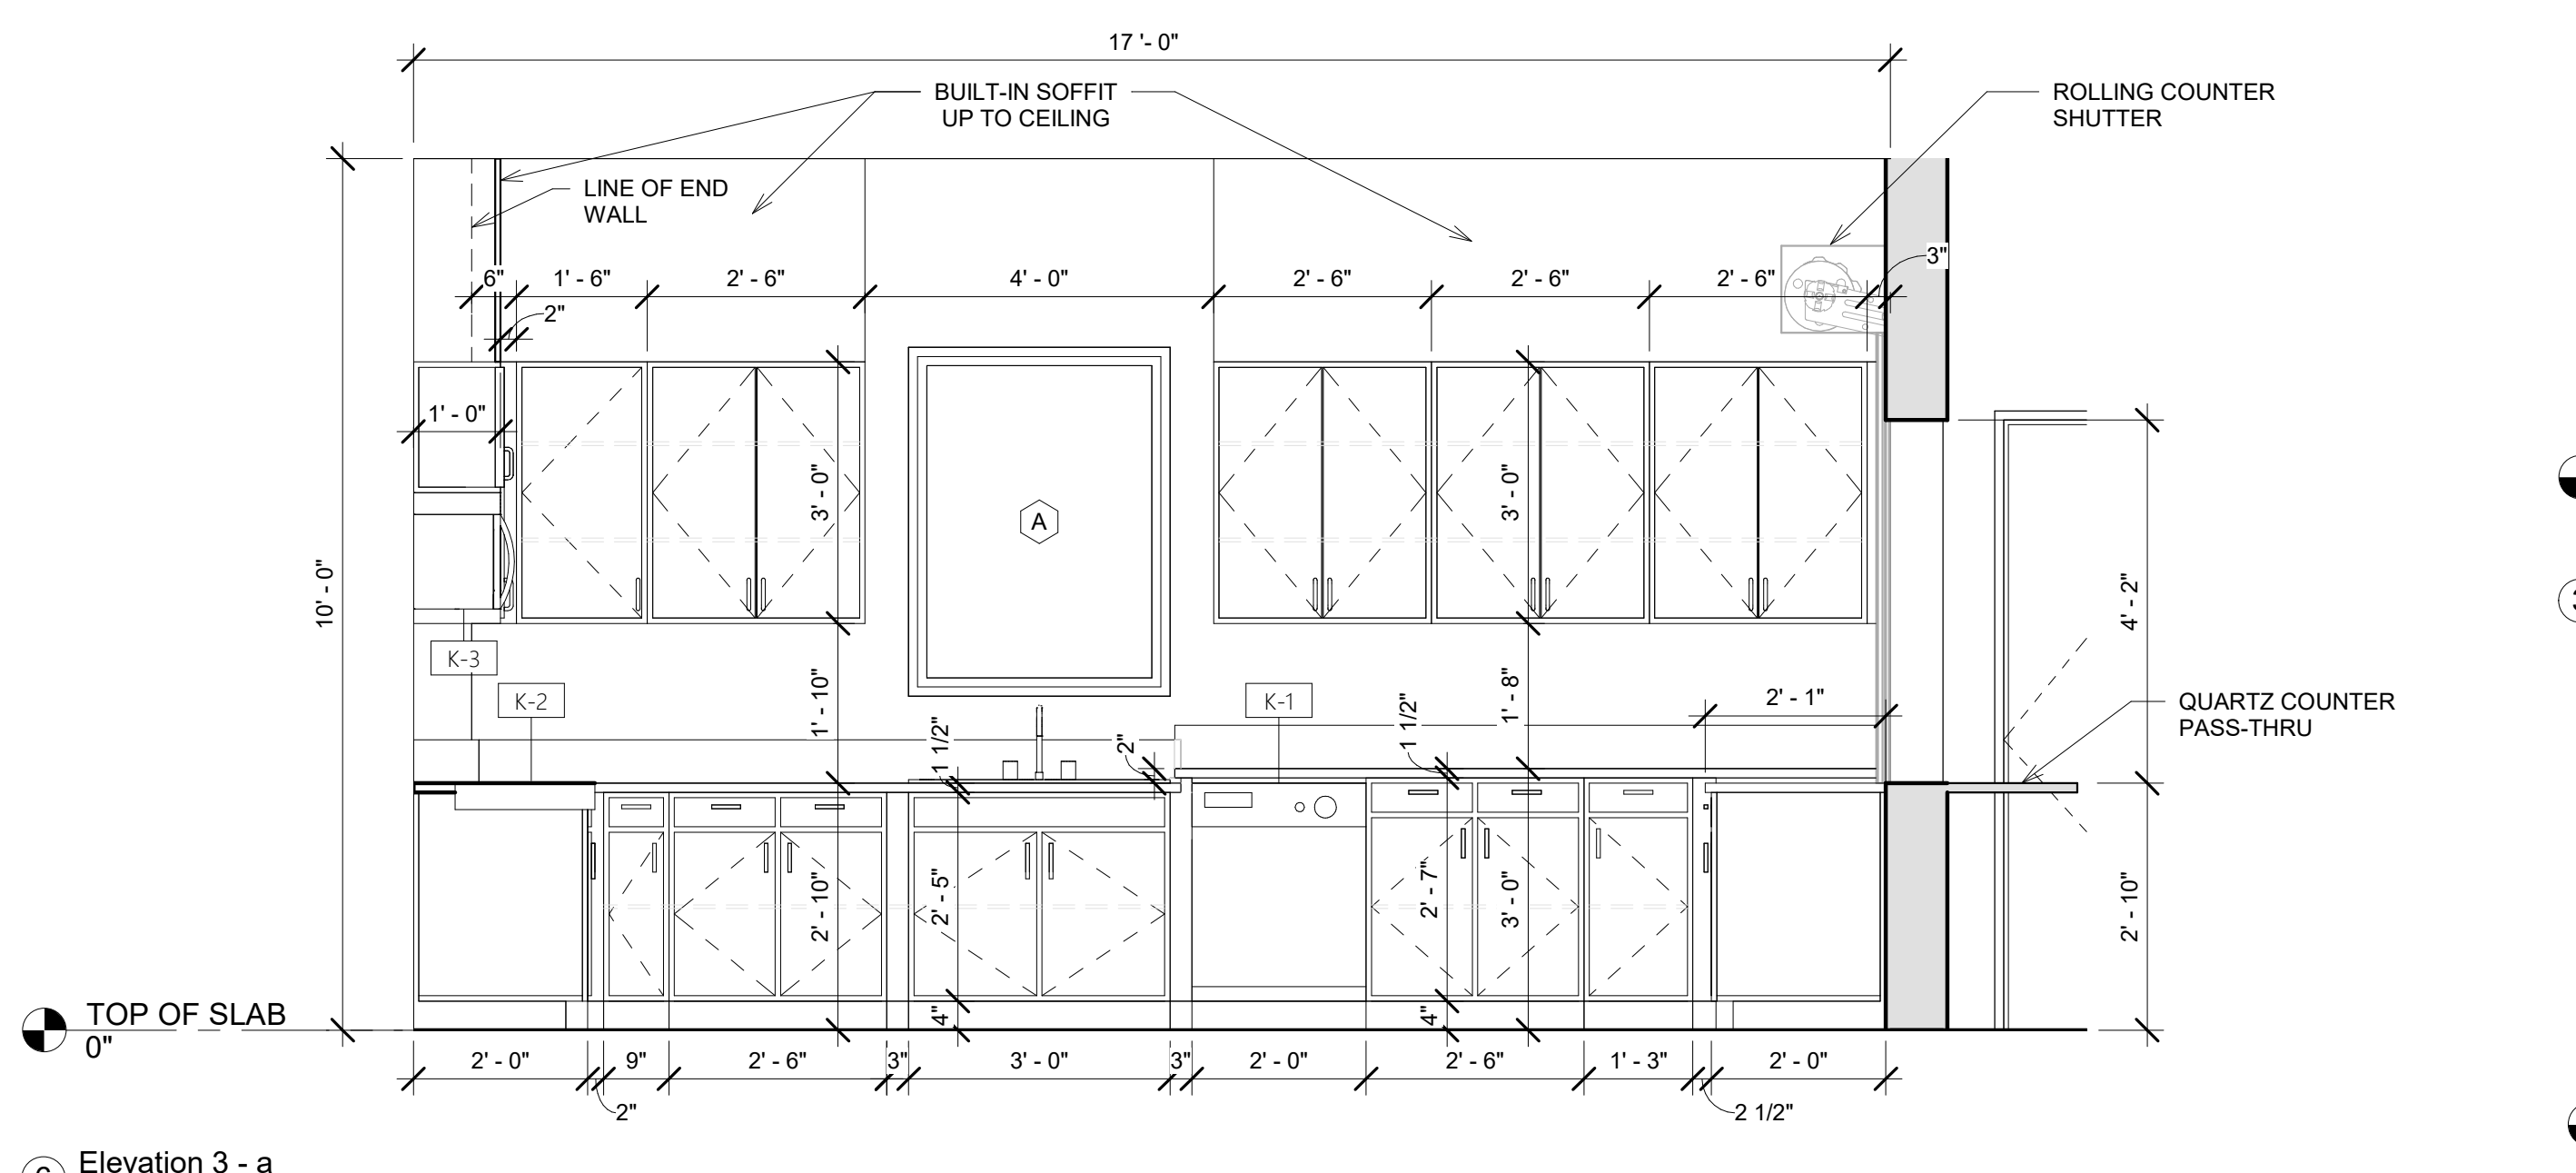 17 '- 0"
BUILT-IN SOFFIT
UP TO CEILING
ROLLING COUNTER
SHUTTER
LINE OF END
WALL
3"
6"
1' - 6"
2' - 6"
4' - 0"
2' - 6"
2' - 6"
2' - 6"
2"
1' - 0"
3' - 0"
3' - 0"
A
10' - 0"
4' - 2"
K-3
K-2
K-1
1' - 10"
1 1/2"
2"
1 1/2"
1' - 8"
2' - 1"
QUARTZ COUNTER
PASS-THRU
2' - 10"
2' - 5"
2' - 7"
3' - 0"
2' - 10"
4"
4"
TOP OF SLAB
0"
2' - 0"
9"
2' - 6"
3"
3' - 0"
3"
2' - 0"
2' - 6"
1' - 3"
2' - 0"
2"
2 1/2"
Elevation 3 - a